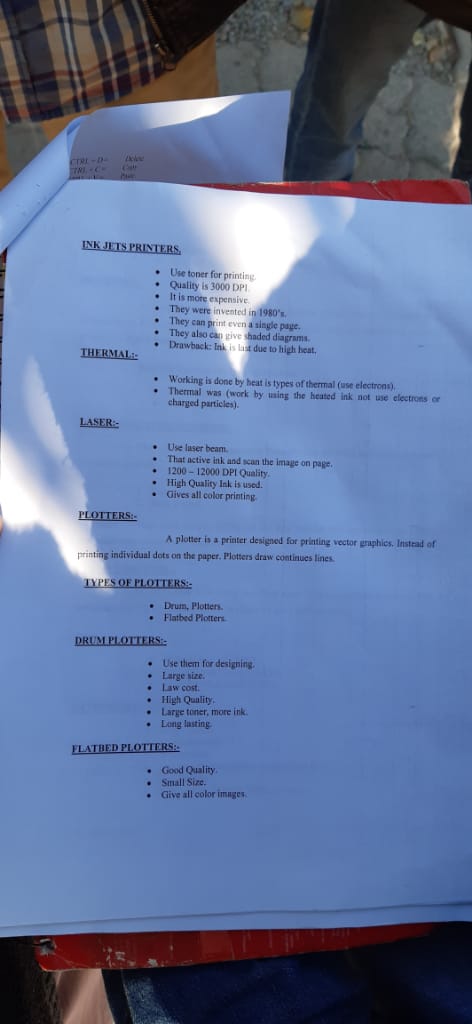 CTRL - D = Delete
CTRL - C = Copy
INK JETS PRINTERS.
• Use toner for printing.
• Quality is 3000 DPI.
• It is more expensive.
• They were invented in 1980's.
• They can print even a single page.
• They also can give shaded diagrams.
• Drawback: Ink is last due to high heat.
THERMAL:-
• Working is done by heat is types of thermal (use electrons).
• Thermal was (work by using the heated ink not use electrons or
charged particles).
LASER:-
• Use laser beam.
• That active ink and scan the image on page.
• 1200 – 12000 DPI Quality.
• High Quality Ink is used.
• Gives all color printing.
PLOTTERS:-
A plotter is a printer designed for printing vector graphics. Instead of
printing individual dots on the paper. Plotters draw continues lines.
TYPES OF PLOTTERS:-
• Drum, Plotters.
• Flatbed Plotters.
DRUM PLOTTERS:-
• Use them for designing.
• Large size.
• Law cost.
• High Quality.
• Large toner, more ink.
• Long lasting.
FLATBED PLOTTERS:-
• Good Quality.
• Small Size.
• Give all color images.